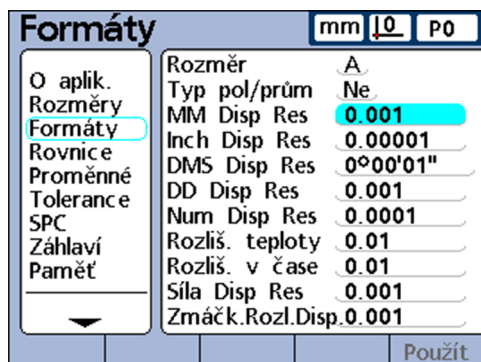 Formáty
mm 0 P0
O aplik.
Rozměry
Formáty
Rovnice
Proměnné
Tolerance
SPC
Záhlaví
Paměť
Rozměr A
Typ pol/prům Ne
MM Disp Res 0.001
Inch Disp Res 0.00001
DMS Disp Res 0°00'01"
DD Disp Res 0.001
Num Disp Res 0.0001
Rozliš. teploty 0.01
Rozliš. v čase 0.01
Síla Disp Res 0.001
Zmáčk.Rozl.Disp 0.001
Použít